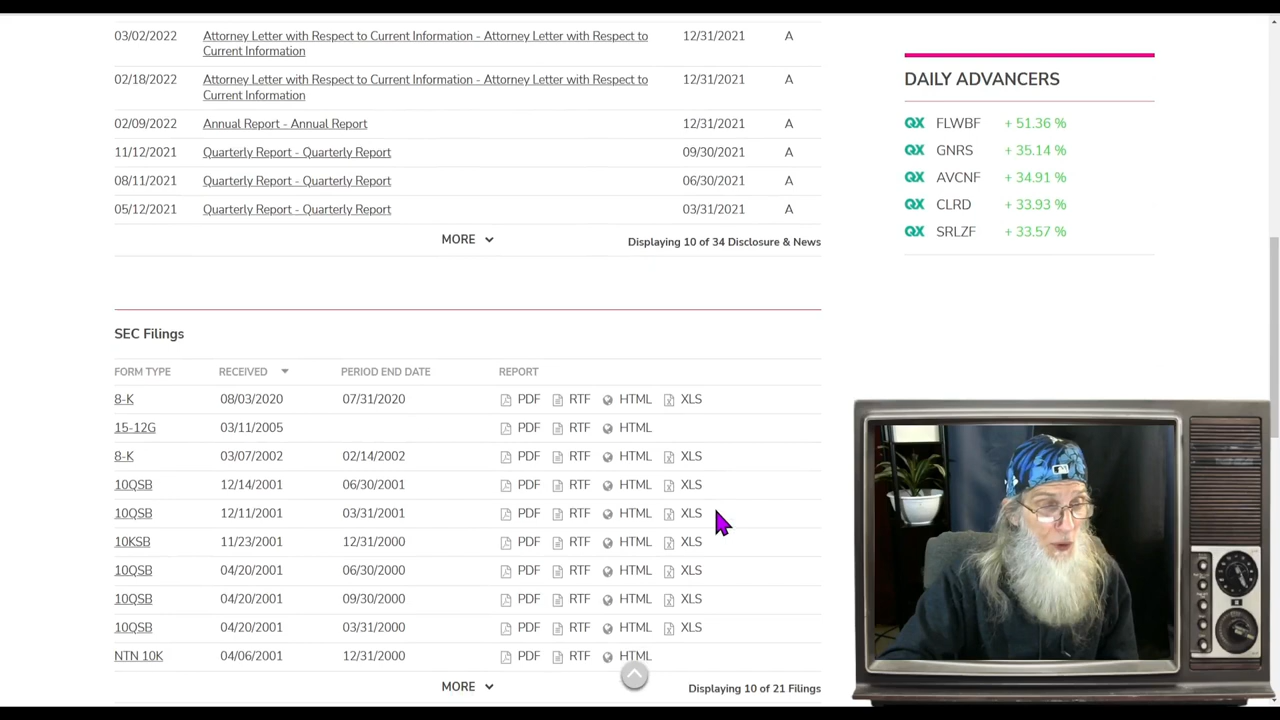 03/02/2022 Attorney Letter with Respect to Current Information - Attorney Letter with Respect to Current Information 12/31/2021 A
02/18/2022 Attorney Letter with Respect to Current Information - Attorney Letter with Respect to Current Information 12/31/2021 A
02/09/2022 Annual Report - Annual Report 12/31/2021 A
11/12/2021 Quarterly Report - Quarterly Report 09/30/2021 A
08/11/2021 Quarterly Report - Quarterly Report 06/30/2021 A
05/12/2021 Quarterly Report - Quarterly Report 03/31/2021 A
MORE Displaying 10 of 34 Disclosure & News
SEC Filings
FORM TYPE RECEIVED PERIOD END DATE REPORT
8-K 08/03/2020 07/31/2020 PDF RTF HTML XLS
15-12G 03/11/2005 PDF RTF HTML
8-K 03/07/2002 02/14/2002 PDF RTF HTML XLS
10QSB 12/14/2001 06/30/2001 PDF RTF HTML XLS
10QSB 12/11/2001 03/31/2001 PDF RTF HTML XLS
10KSB 11/23/2001 12/31/2000 PDF RTF HTML XLS
10QSB 04/20/2001 06/30/2000 PDF RTF HTML XLS
10QSB 04/20/2001 09/30/2000 PDF RTF HTML XLS
10QSB 04/20/2001 03/31/2000 PDF RTF HTML XLS
NTN 10K 04/06/2001 12/31/2000 PDF RTF HTML
MORE Displaying 10 of 21 Filings
DAILY ADVANCERS
QX FLWBF + 51.36 %
QX GNRS + 35.14 %
QX AVCNF + 34.91 %
QX CLRD + 33.93 %
QX SRLZF + 33.57 %